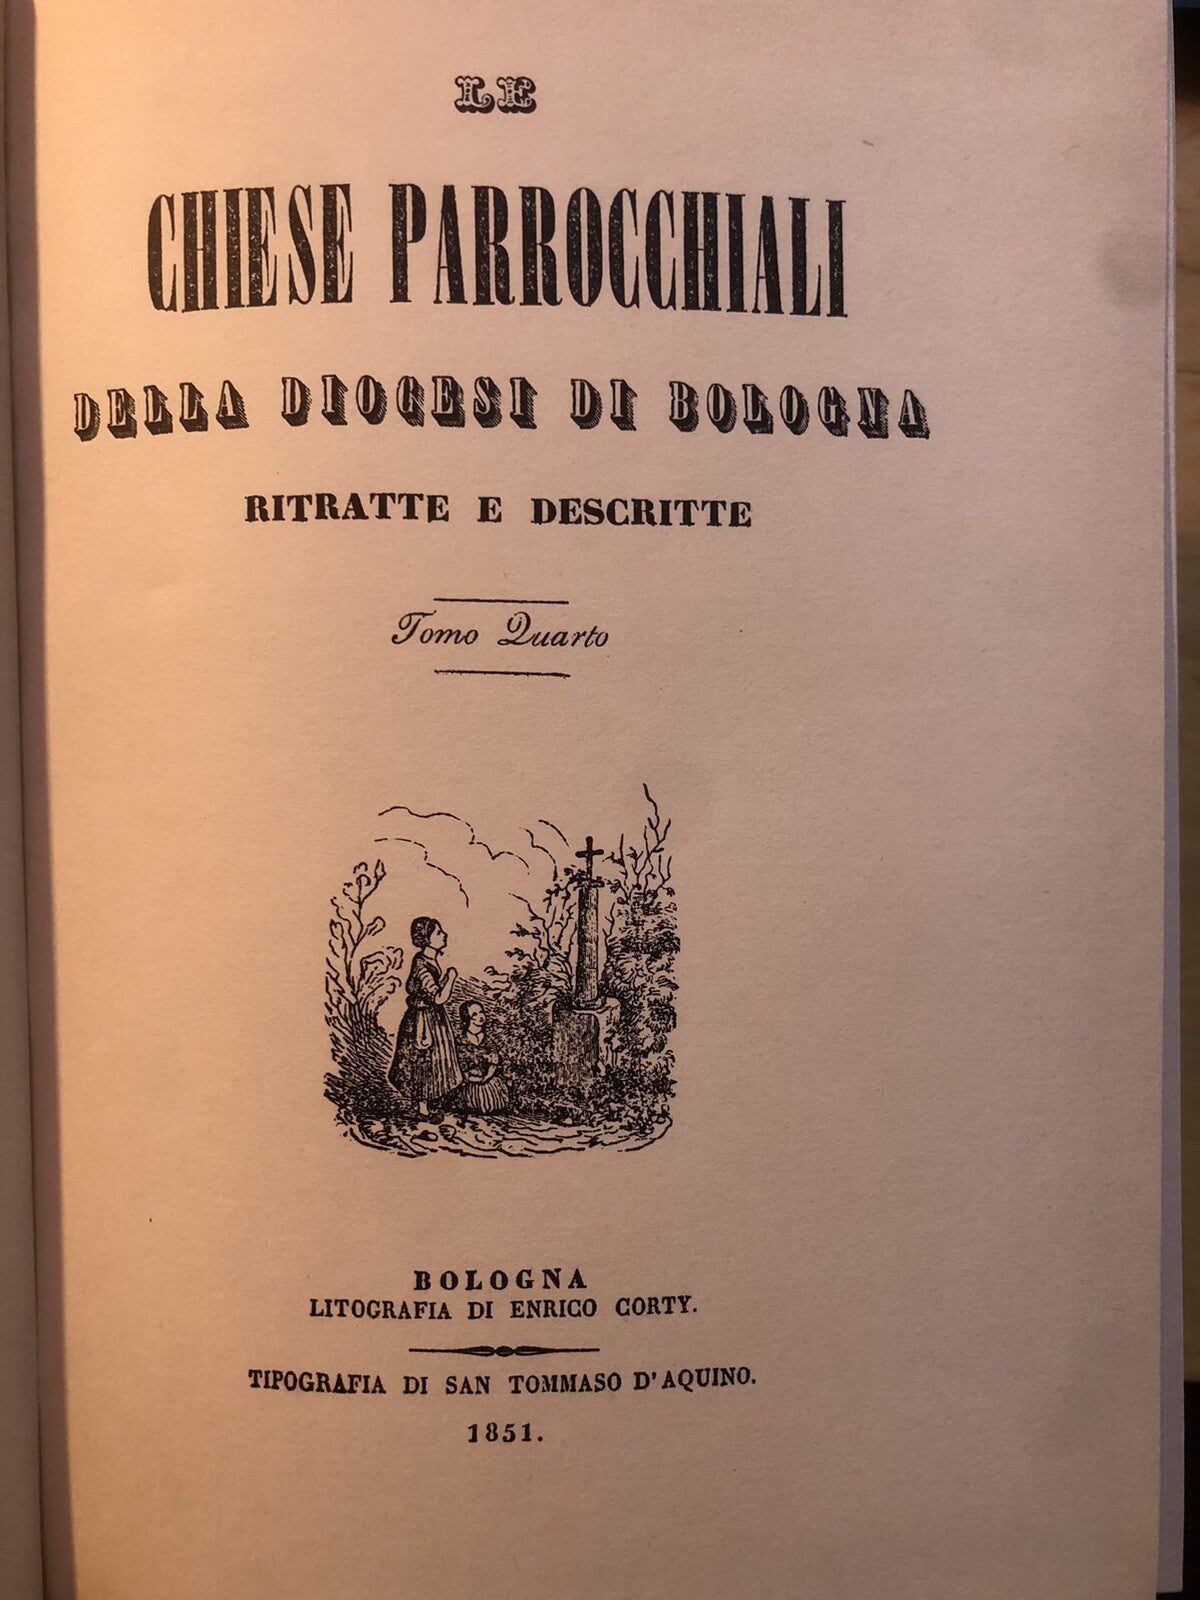 LE
CHIESE PARROCCHIALI
DELLA DIOCESI DI BOLOGNA
RITRATTE E DESCRITTE
Tomo Quarto
BOLOGNA
LITOGRAFIA DI ENRICO CORTY.
TIPOGRAFIA DI SAN TOMMASO D'AQUINO.
1851.